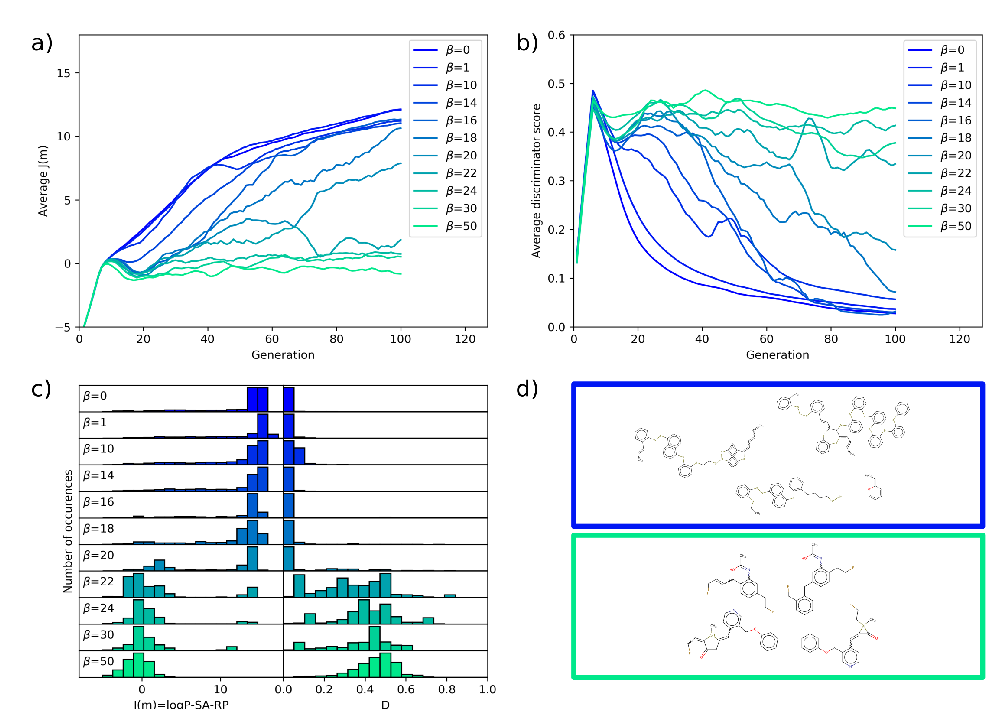 a)
15
10
5
0
−5
0
20
40
60
80
100
120
Average J(m)
Generation
β=0
β=1
β=10
β=14
β=16
β=18
β=20
β=22
β=24
β=30
β=50
b)
0.6
0.5
0.4
0.3
0.2
0.1
0.0
0
20
40
60
80
100
120
Average discriminator score
Generation
β=0
β=1
β=10
β=14
β=16
β=18
β=20
β=22
β=24
β=30
β=50
c)
Number of occurences
β=0
β=1
β=10
β=14
β=16
β=18
β=20
β=22
β=24
β=30
β=50
0
10
0.0
0.2
0.4
0.6
0.8
1.0
J(m)=logP-SA-RP
D
d)